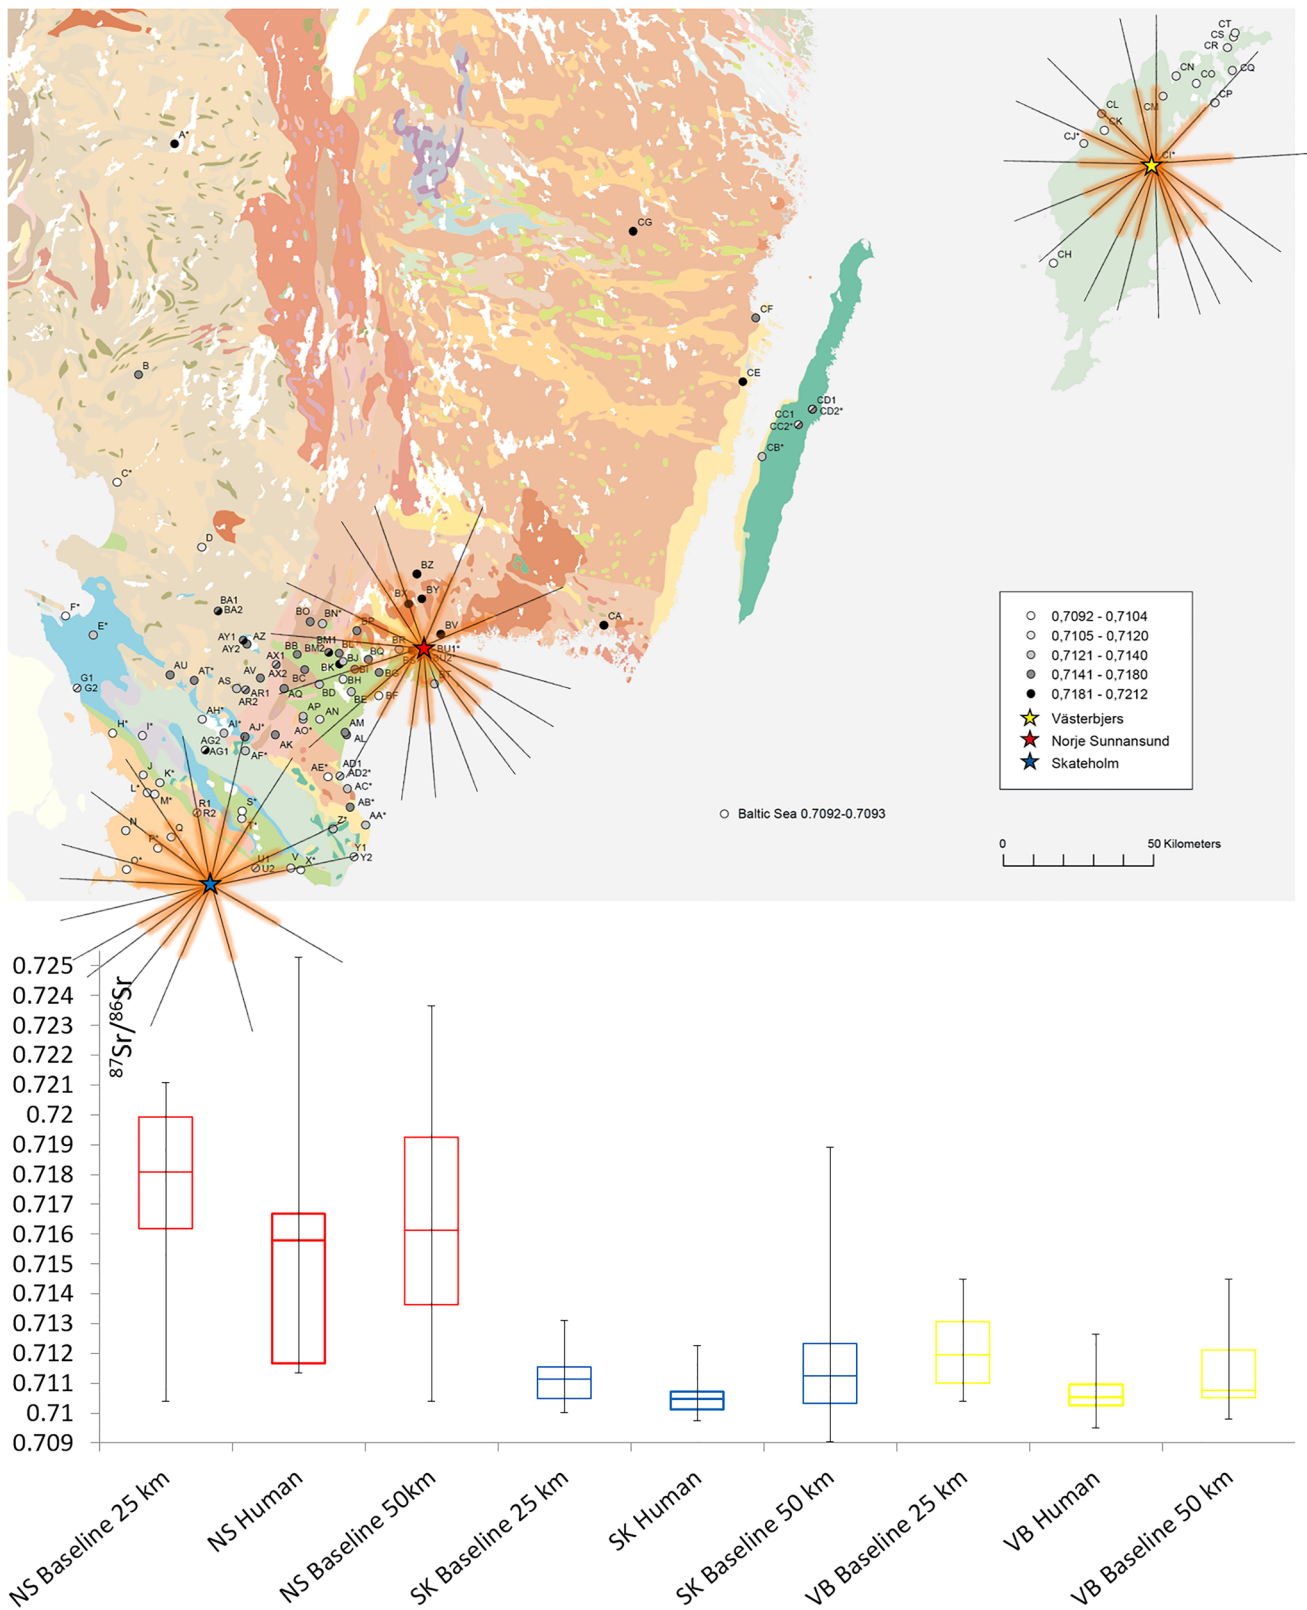 CT
CS
CR
CN
CO
CQ
CP
CM
CL
CK
CJ*
CI*
CH
A*
CG
CF
CE
CD1
CD2*
CC1
CC2*
CB*
B
C*
D
BZ
BY
BX
BV
CA
BA1
BA2
BO
BN*
BP
BR
BU1*
BU2
BS
BT
F*
E*
AY1
AY2
AZ
BB
BM1
BM2
BL
BJ
BQ
BK
BI
BG
BH
AX1
AX2
BC
BD
BE
BF
AU
AT*
AV
AS
AR1
AR2
AQ
G1
G2
AH*
AI*
AJ*
AP
AN
AO*
AM
AL
AK
H*
I*
AG2
AG1
AF*
AE*
AD1
AD2*
AC*
AB*
AA*
J
K*
L*
M*
R1
R2
S*
T*
Z*
N
Q
P*
O*
U1
U2
V
X*
Y1
Y2
0,7092 - 0,7104
0,7105 - 0,7120
0,7121 - 0,7140
0,7141 - 0,7180
0,7181 - 0,7212
Västerbjers
Norje Sunnansund
Skateholm
Baltic Sea 0.7092-0.7093
0 50 Kilometers
0.725
0.724
0.723
0.722
0.721
0.72
0.719
0.718
0.717
0.716
0.715
0.714
0.713
0.712
0.711
0.71
0.709
⁸⁷Sr/⁸⁶Sr
NS Baseline 25 km
NS Human
NS Baseline 50km
SK Baseline 25 km
SK Human
SK Baseline 50 km
VB Baseline 25 km
VB Human
VB Baseline 50 km